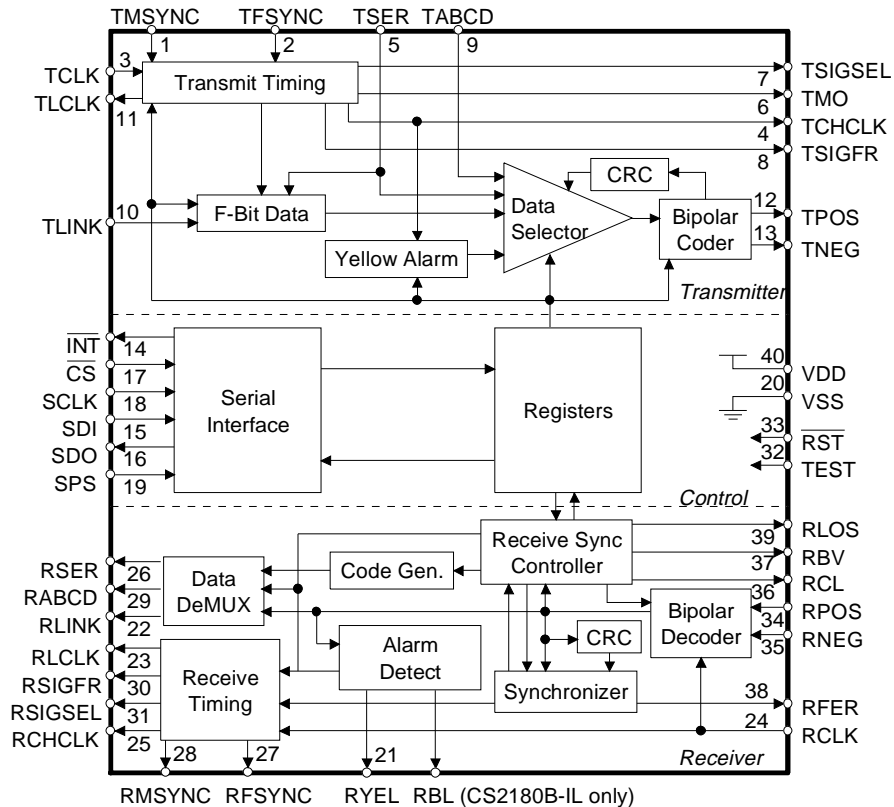 TMSYNC TFSYNC TSER TABCD
1 2 5 9
TCLK 3 Transmit Timing 7 TSIGSEL
TLCLK 11 6 TMO
4 TCHCLK
8 TSIGFR
CRC
TLINK 10 F-Bit Data Data Selector Bipolar Coder 12 TPOS
13 TNEG
Yellow Alarm
Transmitter
INT 14
CS 17
SCLK 18
SDI 15
SDO 16
SPS 19
Serial Interface
Registers
40 VDD
20 VSS
33 RST
32 TEST
Control
Receive Sync Controller
39 RLOS
37 RBV
36 RCL
34 RPOS
35 RNEG
RSER 26
RABCD 29
RLINK 22
Data DeMUX
Code Gen.
Bipolar Decoder
CRC
RLCLK 23
RSIGFR 30
RSIGSEL 31
RCHCLK 25
Receive Timing
Alarm Detect
Synchronizer
38 RFER
24 RCLK
Receiver
28 27 21
RMSYNC RFSYNC RYEL RBL (CS2180B-IL only)